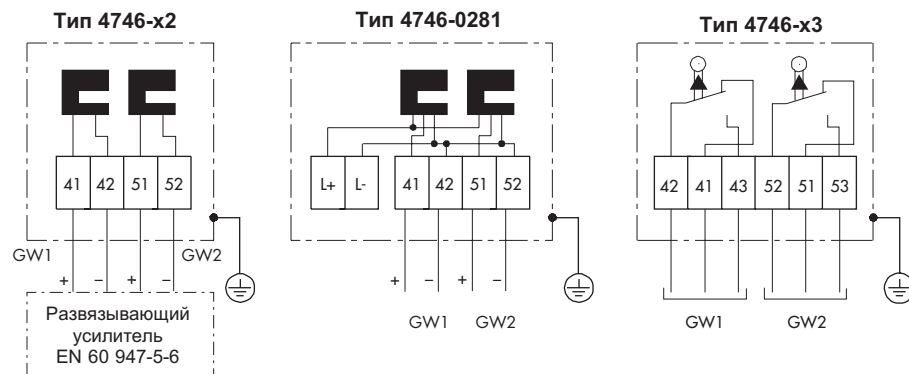 Тип 4746-x2
Тип 4746-0281
Тип 4746-x3
41 42 51 52
L+ L- 41 42 51 52
42 41 43 52 51 53
GW1 GW2
+ − + −
+ − + −
GW1 GW2
GW1 GW2
Развязывающий
усилитель
EN 60 947-5-6